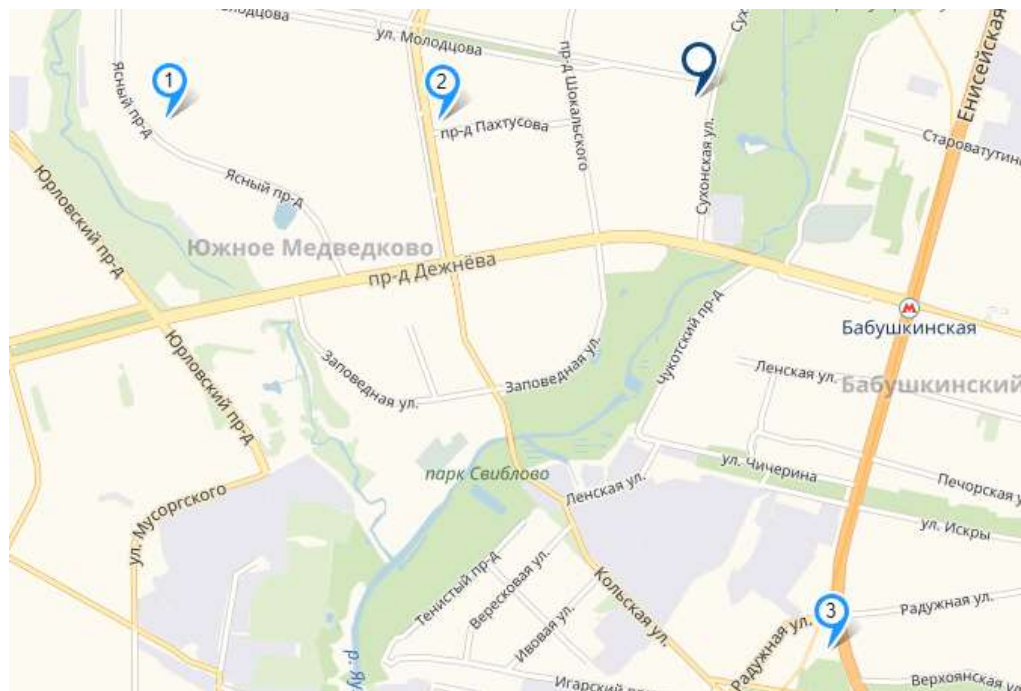 ул. Молодцова
1
2
3
Ясный пр-д
пр-д Пахтусова
пр-д Шокальского
Сухонская ул.
Енисейская
Юрловский пр-д
Ясный пр-д
Южное Медведково
пр-д Дежнёва
М
Бабушкинская
Юрловский пр-д
Заповедная ул.
Заповедная ул.
Чукотский пр-д
Ленская ул.
Бабушкинский
парк Свиблово
ул. Чичерина
Ленская ул.
Печорская у
ул. Искры
ул. Мусоргского
Тенистый пр-д
Вересковая ул.
Ивовая ул.
Кольская ул.
Радужная ул.
Радужная ул.
р. Яу
Верхоянская ул